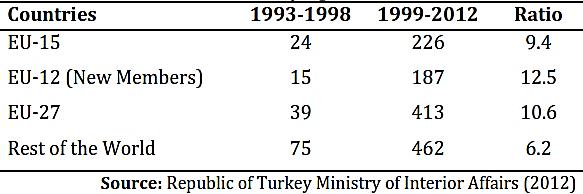 Countries 1993-1998 1999-2012 Ratio
EU-15 24 226 9.4
EU-12 (New Members) 15 187 12.5
EU-27 39 413 10.6
Rest of the World 75 462 6.2
Source: Republic of Turkey Ministry of Interior Affairs (2012)